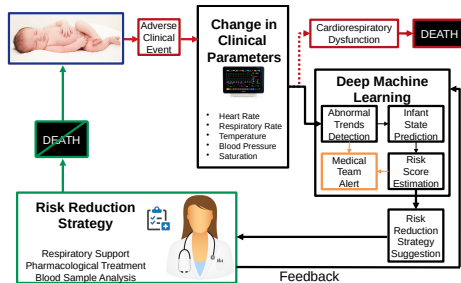 Adverse
Clinical
Event
Change in
Clinical
Parameters
• Heart Rate
• Respiratory Rate
• Temperature
• Blood Pressure
• Saturation
Cardiorespiratory
Dysfunction
DEATH
Deep Machine
Learning
Abnormal
Trends
Detection
Infant
State
Prediction
Medical
Team
Alert
Risk
Score
Estimation
Risk
Reduction
Strategy
Suggestion
DEATH
Risk Reduction
Strategy
Respiratory Support
Pharmacological Treatment
Blood Sample Analysis
Feedback